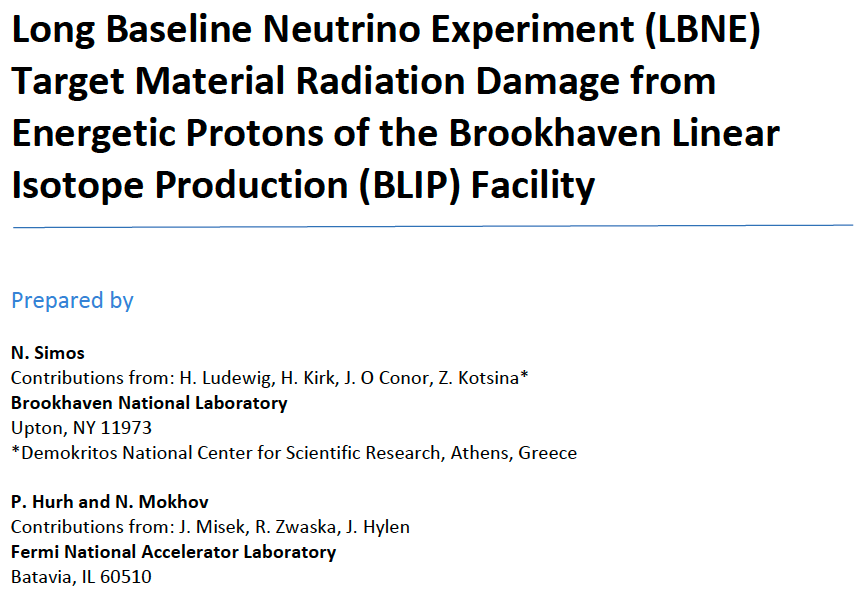 Long Baseline Neutrino Experiment (LBNE)
Target Material Radiation Damage from
Energetic Protons of the Brookhaven Linear
Isotope Production (BLIP) Facility
Prepared by
N. Simos
Contributions from: H. Ludewig, H. Kirk, J. O Conor, Z. Kotsina*
Brookhaven National Laboratory
Upton, NY 11973
*Demokritos National Center for Scientific Research, Athens, Greece
P. Hurh and N. Mokhov
Contributions from: J. Misek, R. Zwaska, J. Hylen
Fermi National Accelerator Laboratory
Batavia, IL 60510